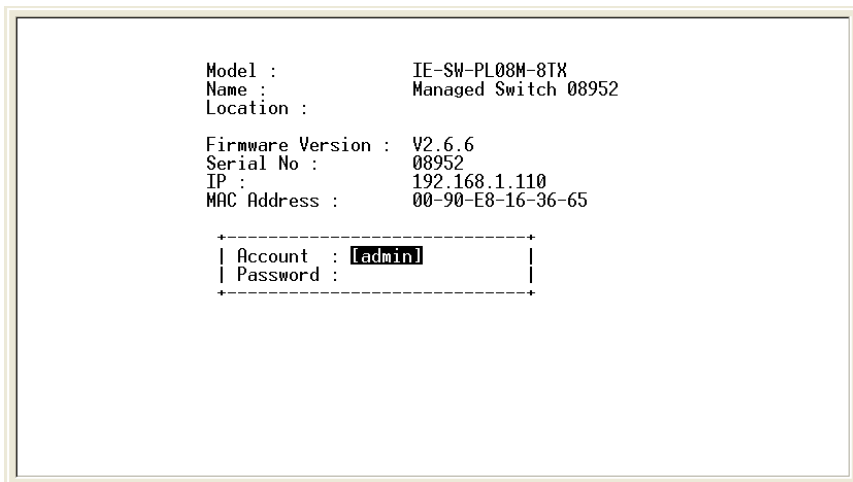 Model : IE-SW-PL08M-8TX
Name : Managed Switch 08952
Location :
Firmware Version : V2.6.6
Serial No : 08952
IP : 192.168.1.110
MAC Address : 00-90-E8-16-36-65
+-----------------------------+
| Account : [admin] |
| Password : |
+-----------------------------+